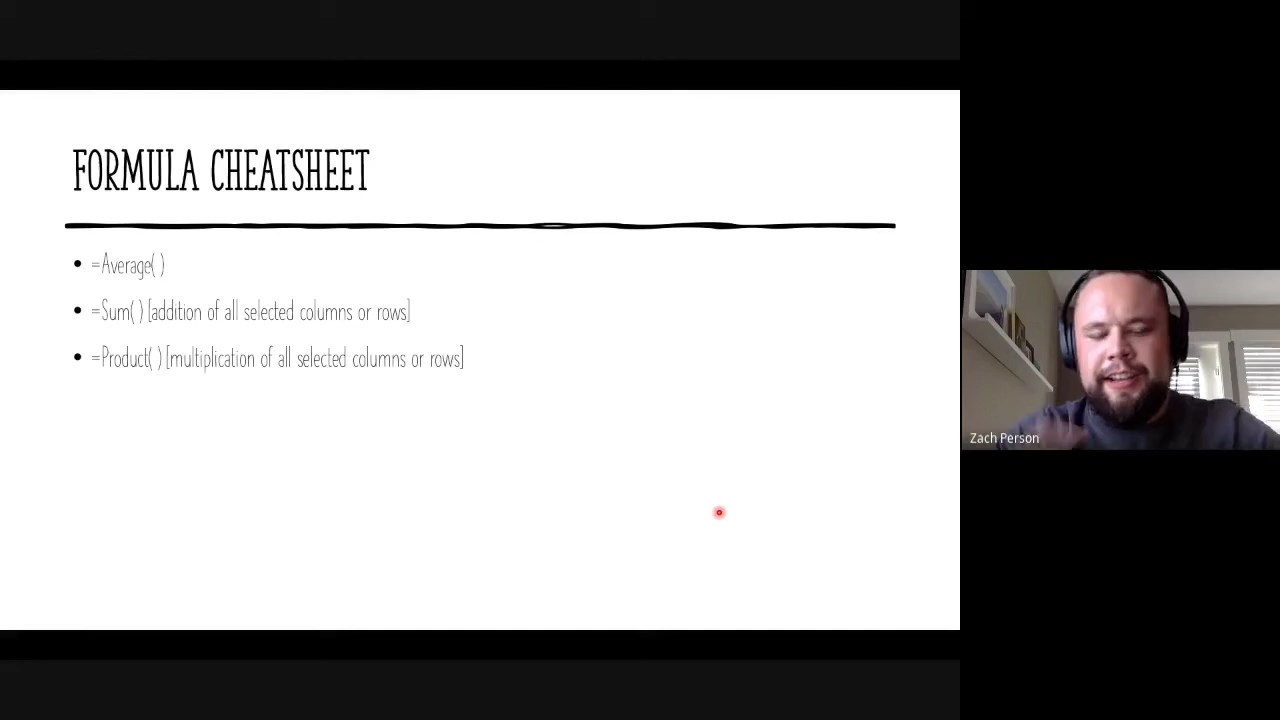 FORMULA CHEATSHEET
• =Average( )
• =Sum( ) [addition of all selected columns or rows]
• =Product( ) [multiplication of all selected columns or rows]
Zach Person